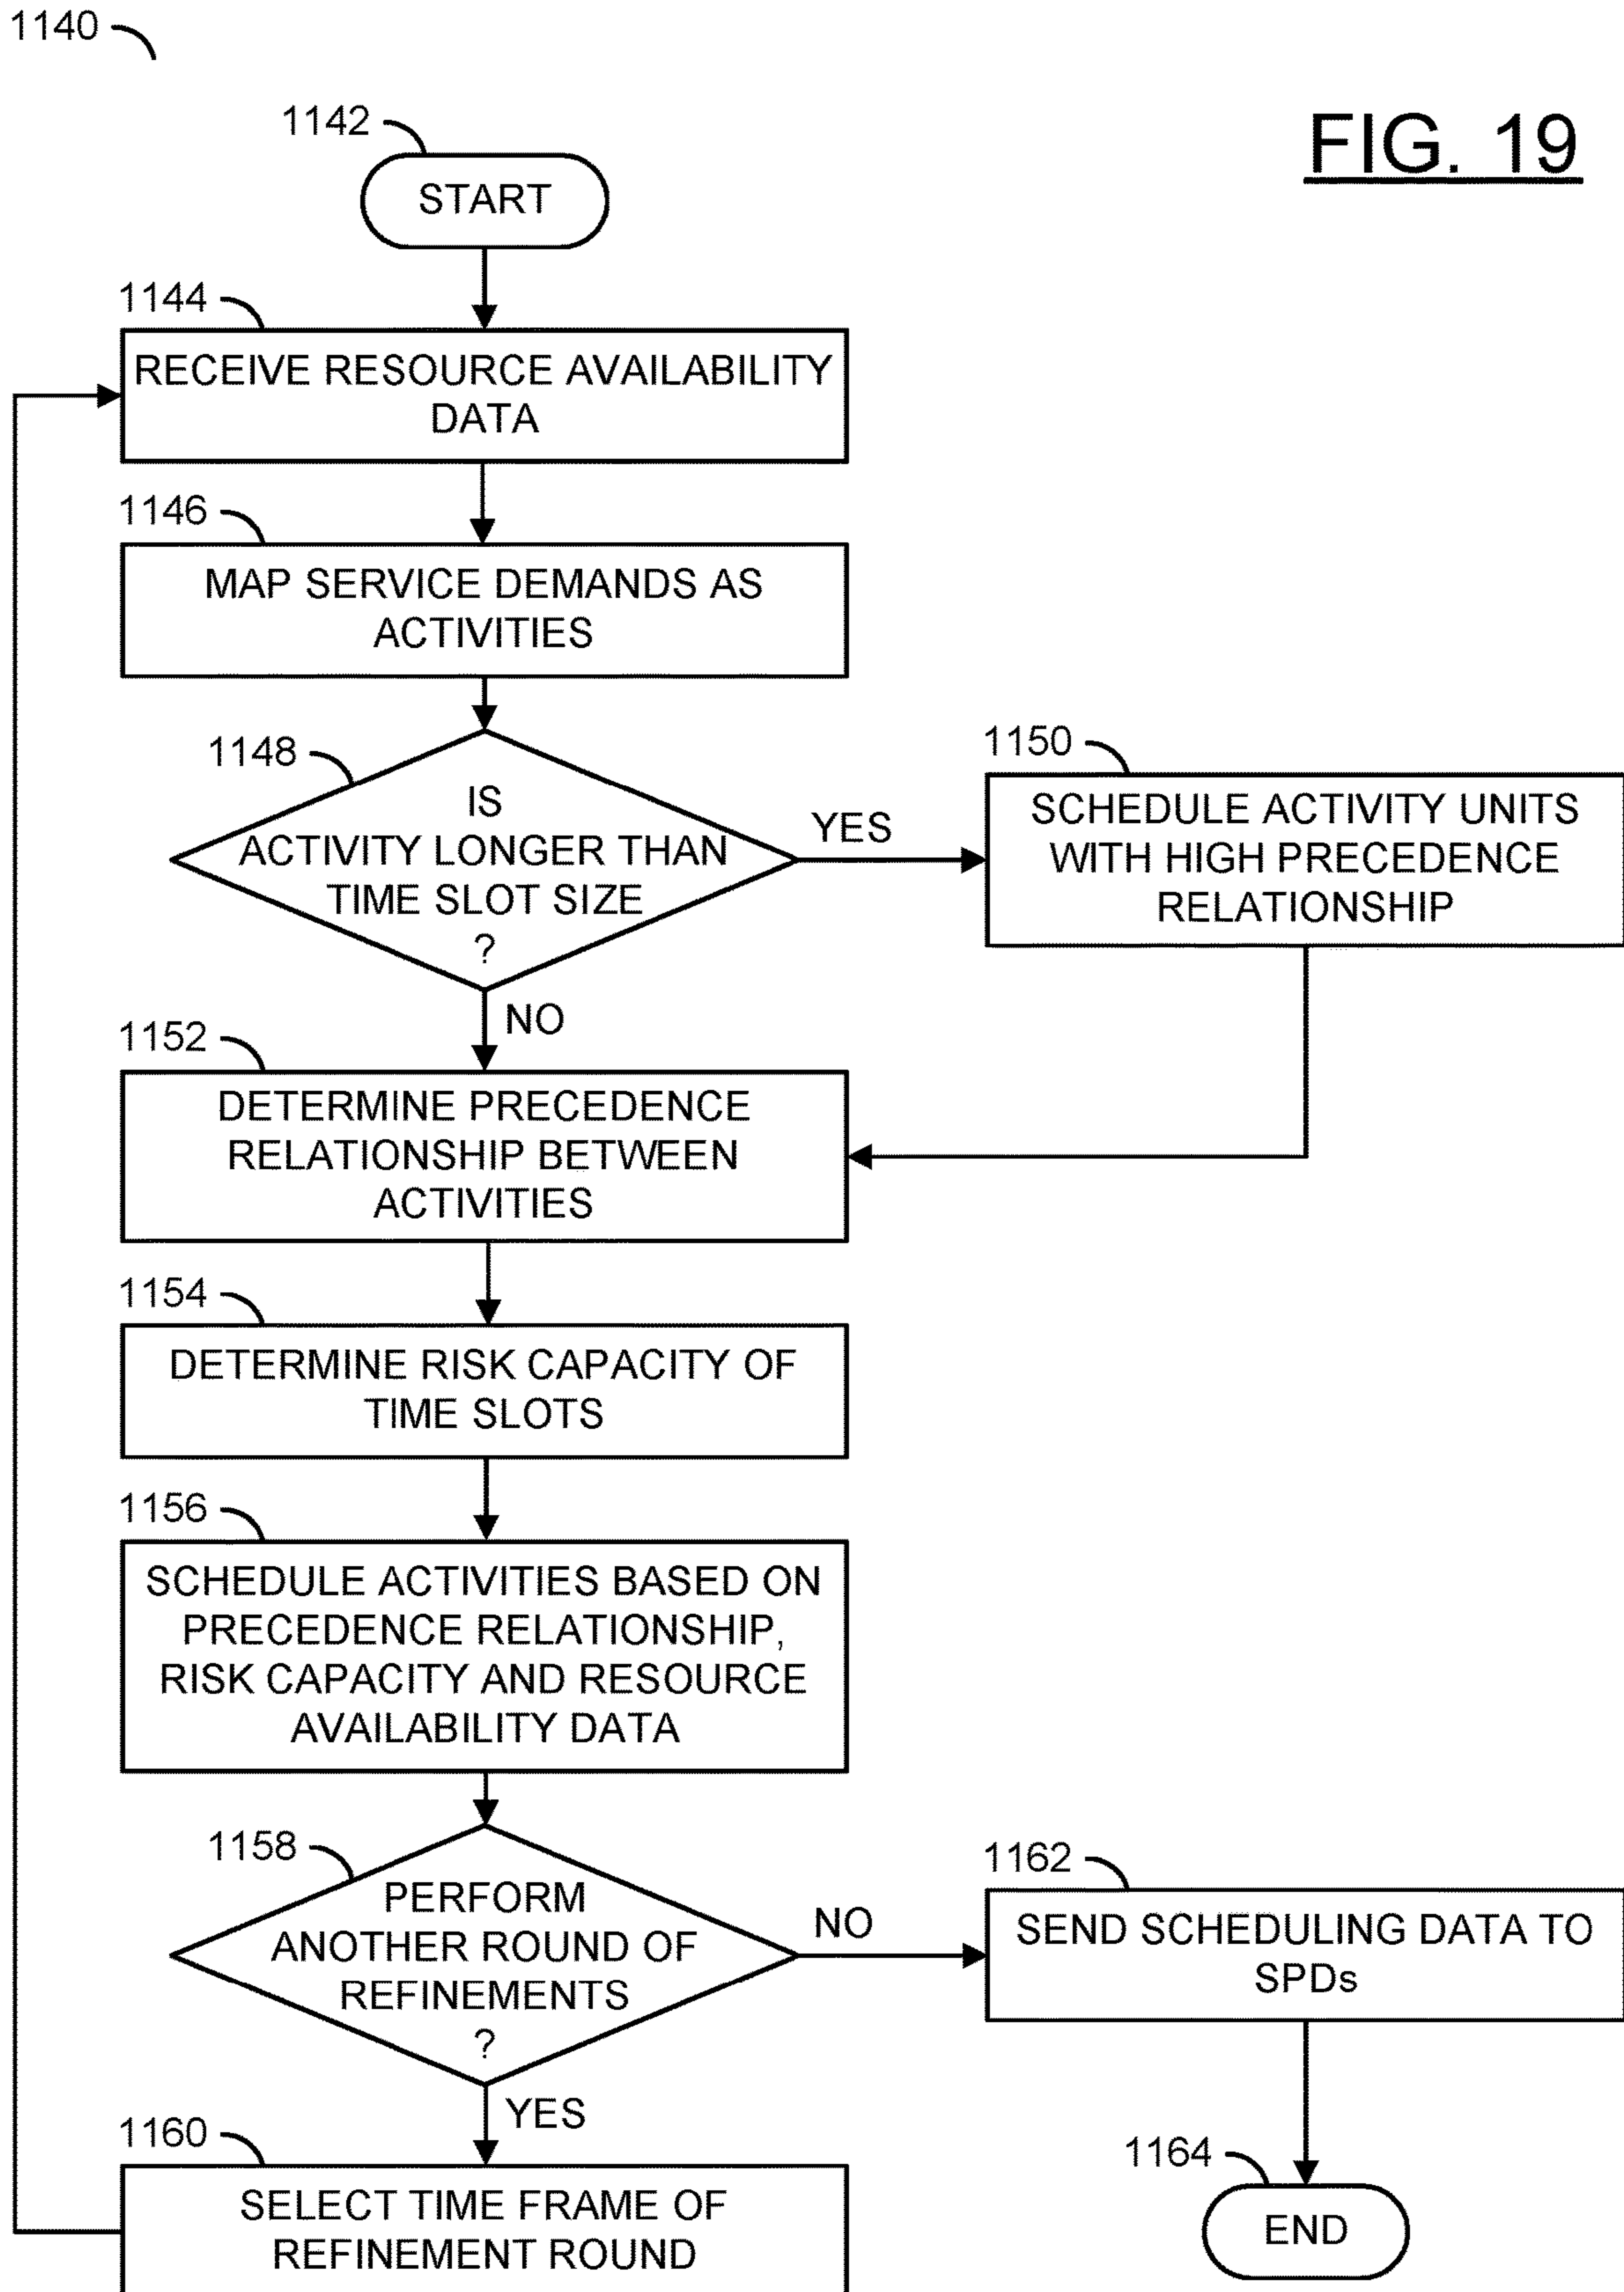 1140
FIG. 19
1142
START
1144
RECEIVE RESOURCE AVAILABILITY
DATA
1146
MAP SERVICE DEMANDS AS
ACTIVITIES
1148
IS
ACTIVITY LONGER THAN
TIME SLOT SIZE
?
YES
1150
SCHEDULE ACTIVITY UNITS
WITH HIGH PRECEDENCE
RELATIONSHIP
NO
1152
DETERMINE PRECEDENCE
RELATIONSHIP BETWEEN
ACTIVITIES
1154
DETERMINE RISK CAPACITY OF
TIME SLOTS
1156
SCHEDULE ACTIVITIES BASED ON
PRECEDENCE RELATIONSHIP,
RISK CAPACITY AND RESOURCE
AVAILABILITY DATA
1158
PERFORM
ANOTHER ROUND OF
REFINEMENTS
?
NO
1162
SEND SCHEDULING DATA TO
SPDs
YES
1160
SELECT TIME FRAME OF
REFINEMENT ROUND
1164
END